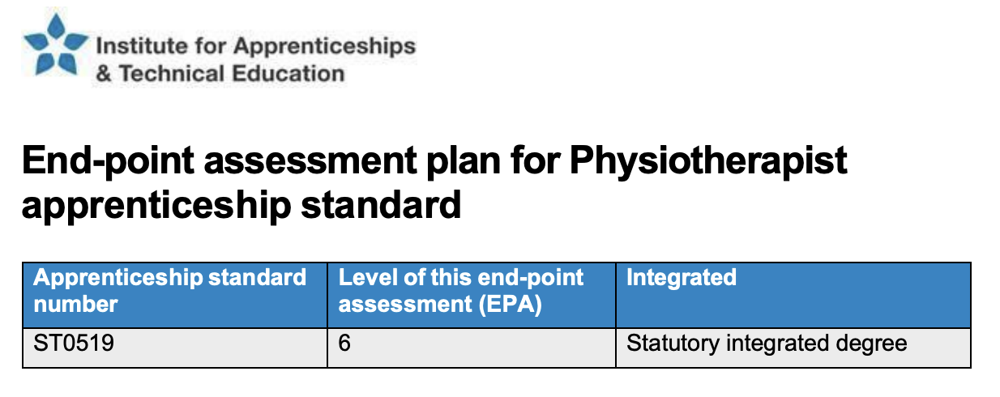 Institute for Apprenticeships
& Technical Education
End-point assessment plan for Physiotherapist
apprenticeship standard
Apprenticeship standard
number
Level of this end-point
assessment (EPA)
Integrated
ST0519
6
Statutory integrated degree